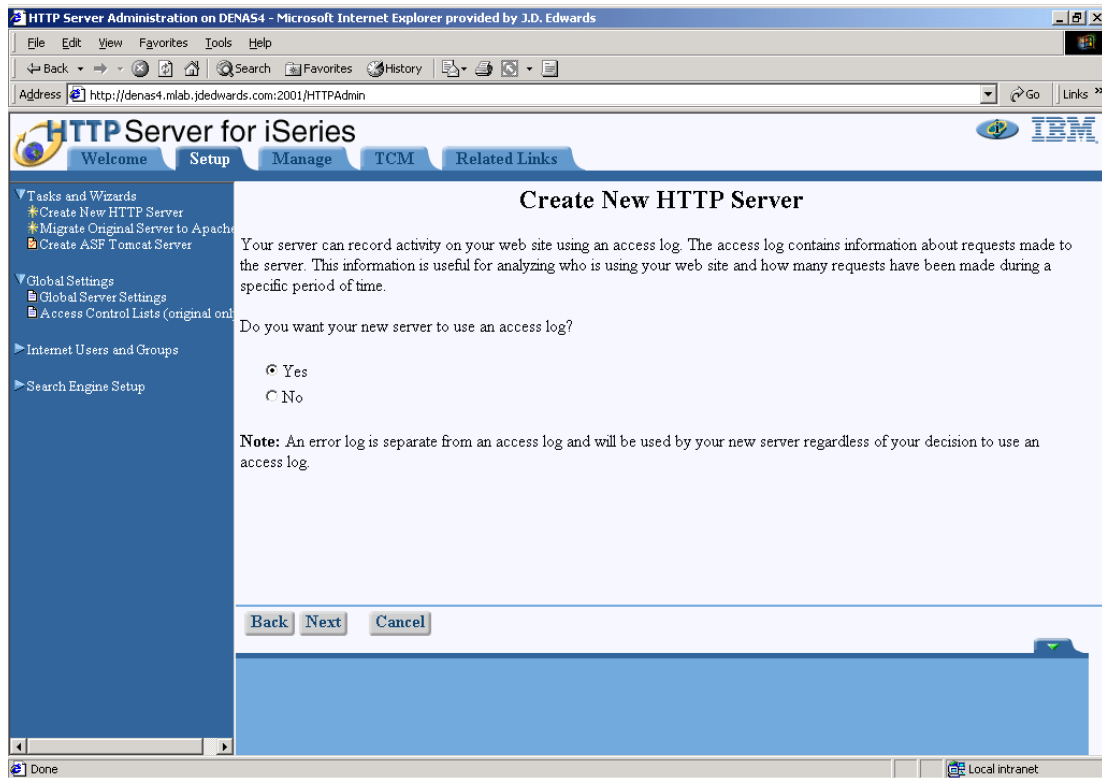 HTTP Server Administration on DENAS4 - Microsoft Internet Explorer provided by J.D. Edwards
File Edit View Favorites Tools Help
Back Search Favorites History
Address http://denas4.mlab.jdedwards.com:2001/HTTPAdmin Go Links »
HTTP Server for iSeries IBM
Welcome Setup Manage TCM Related Links
Tasks and Wizards
Create New HTTP Server
Migrate Original Server to Apache
Create ASF Tomcat Server
Global Settings
Global Server Settings
Access Control Lists (original onl
Internet Users and Groups
Search Engine Setup
Create New HTTP Server
Your server can record activity on your web site using an access log. The access log contains information about requests made to
the server. This information is useful for analyzing who is using your web site and how many requests have been made during a
specific period of time.
Do you want your new server to use an access log?
Yes
No
Note: An error log is separate from an access log and will be used by your new server regardless of your decision to use an
access log.
Back Next Cancel
Done Local intranet